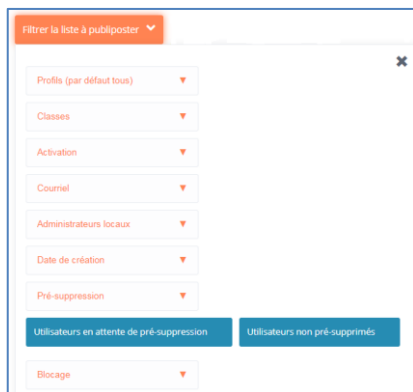 Filtrer la liste à publiposter
Profils (par défaut tous)
Classes
Activation
Courriel
Administrateurs locaux
Date de création
Pré-suppression
Utilisateurs en attente de pré-suppression Utilisateurs non pré-supprimés
Blocage